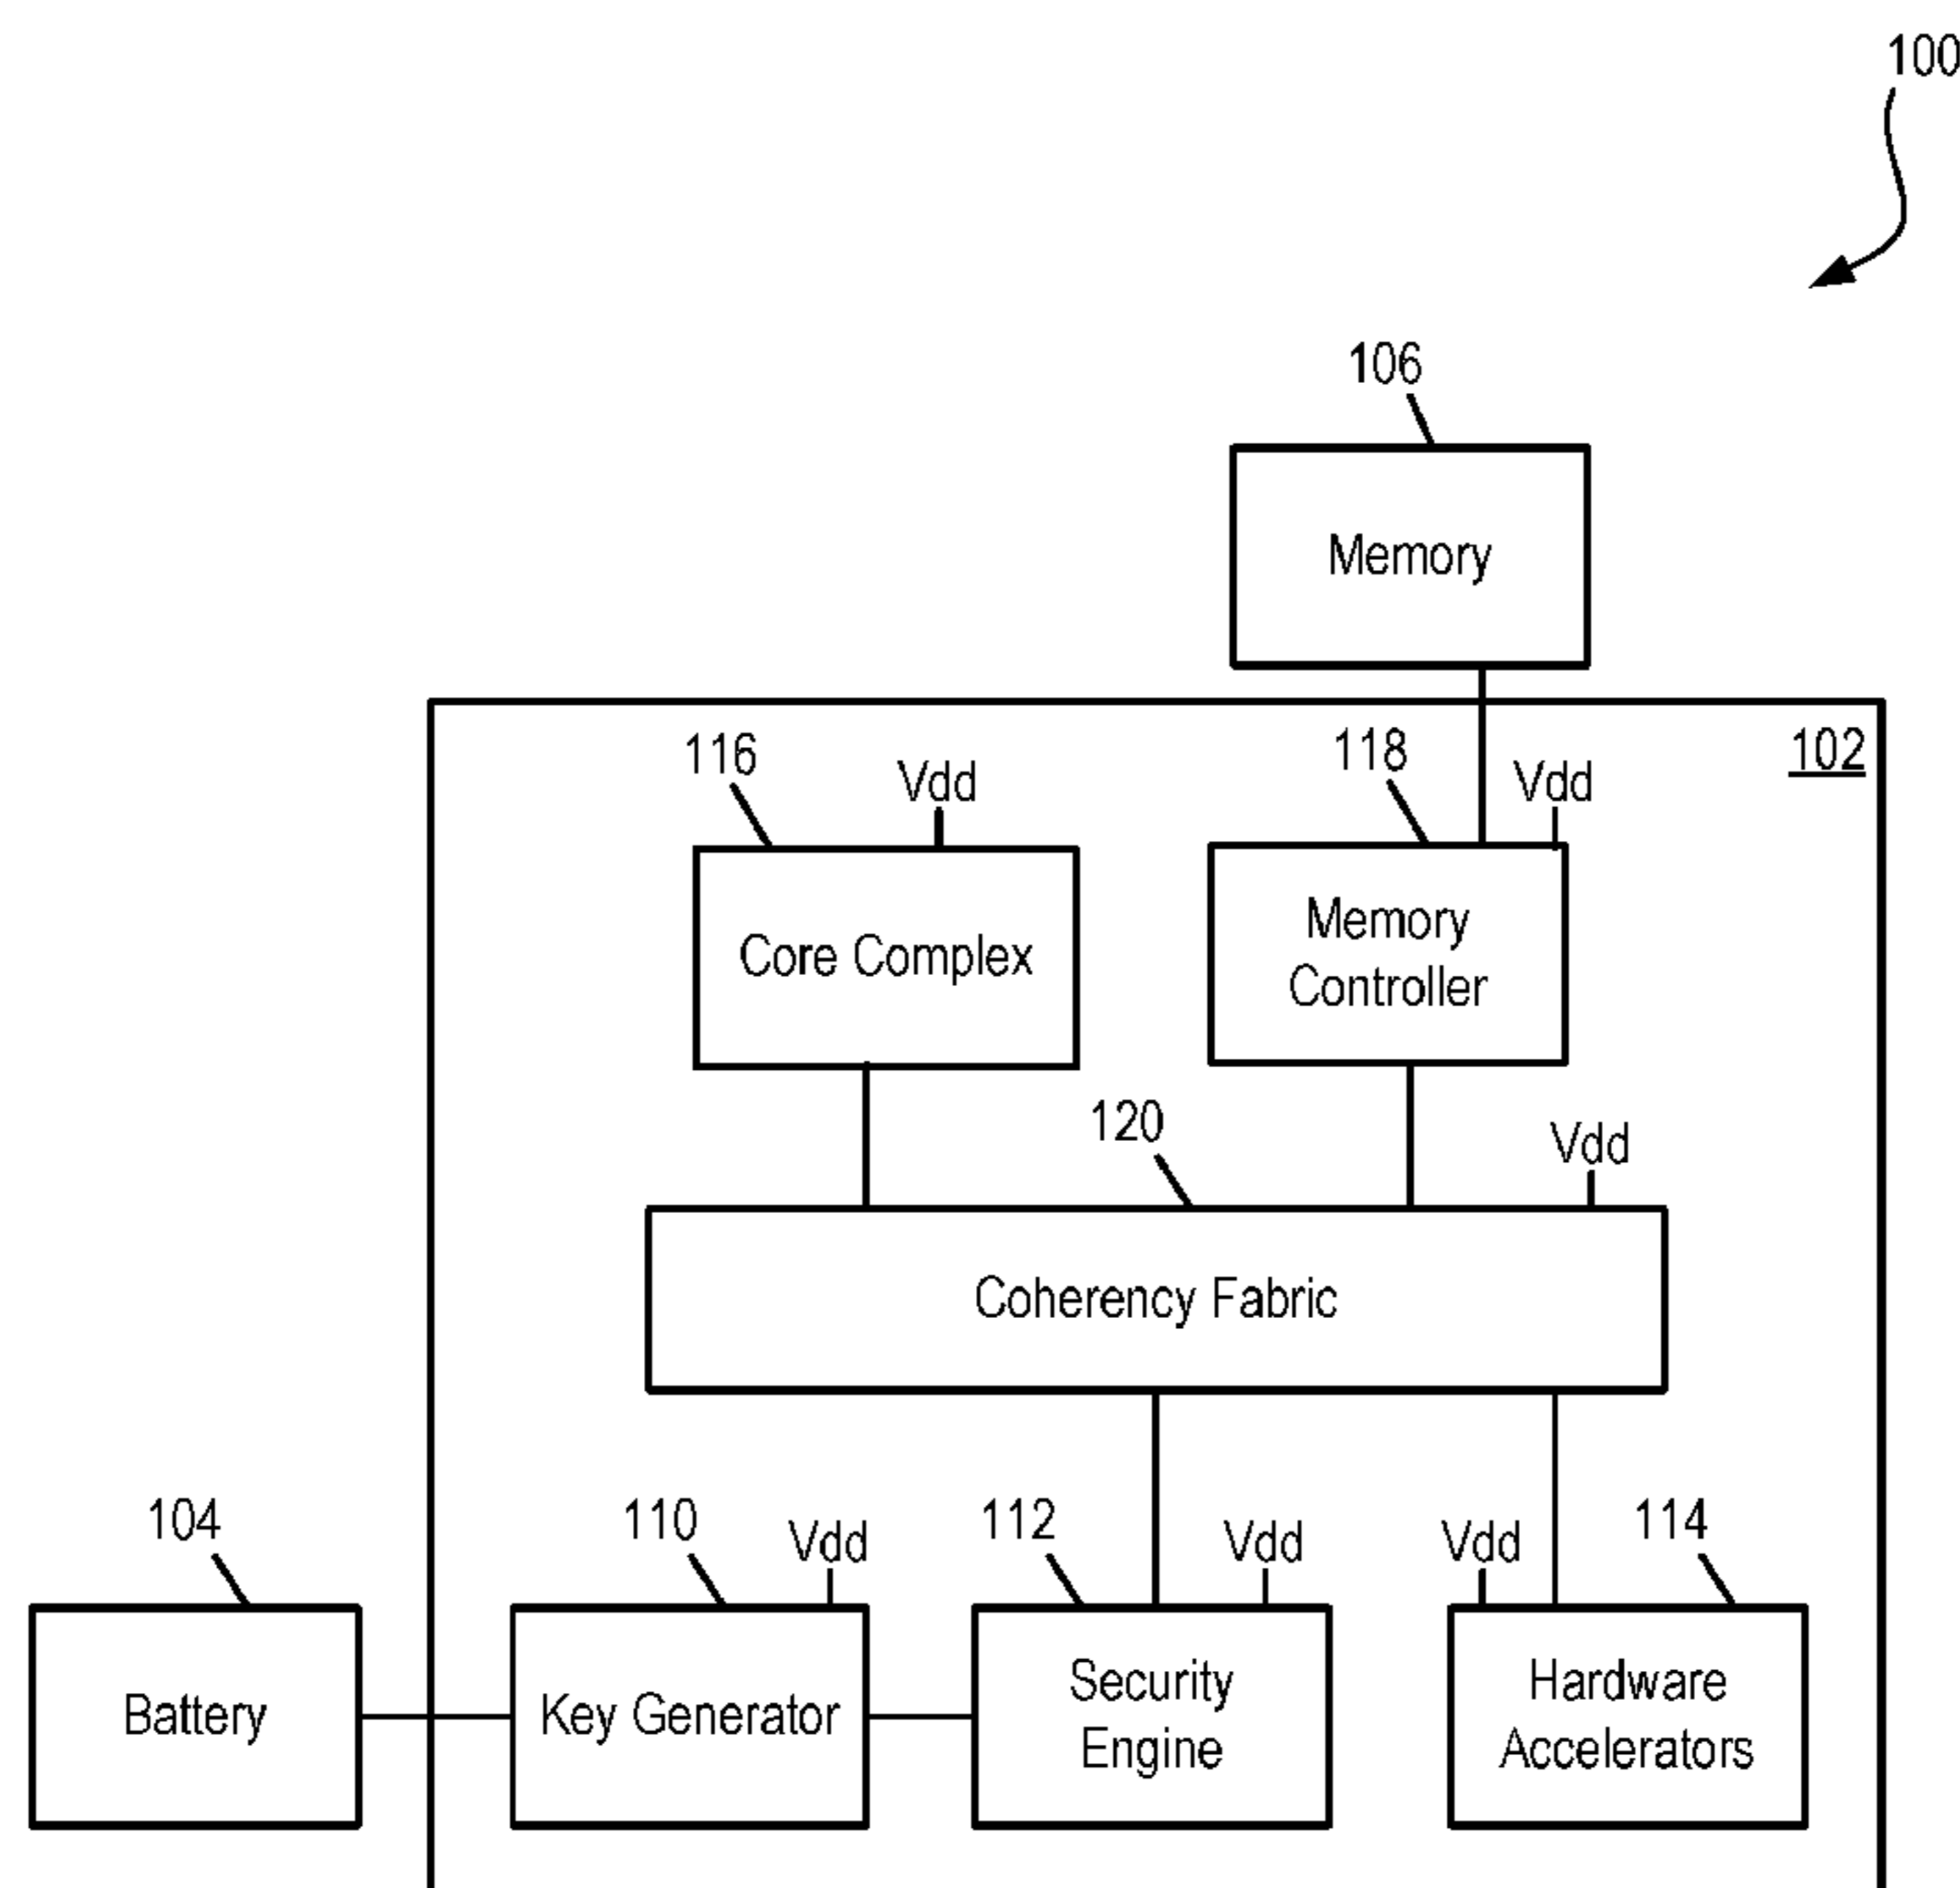 100
106
Memory
102
116
Vdd
118
Vdd
Core Complex
Memory
Controller
120
Vdd
Coherency Fabric
104
110
Vdd
112
Vdd
Vdd
114
Battery
Key Generator
Security
Engine
Hardware
Accelerators